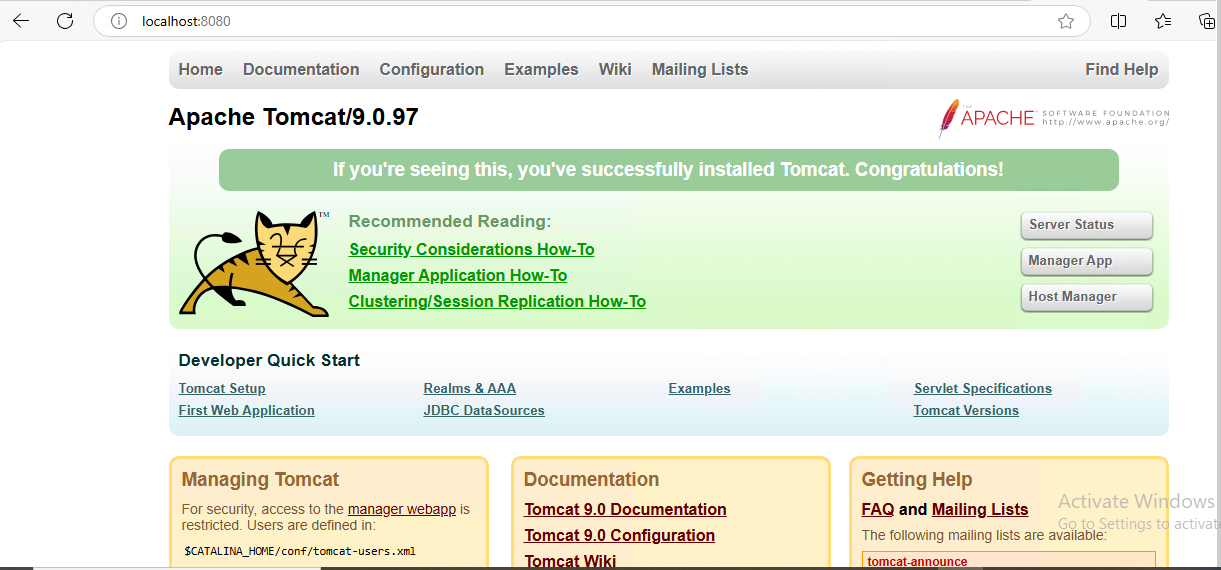 localhost:8080
Home Documentation Configuration Examples Wiki Mailing Lists Find Help
Apache Tomcat/9.0.97
THE APACHE™ SOFTWARE FOUNDATION
http://www.apache.org/
If you're seeing this, you've successfully installed Tomcat. Congratulations!
TM
Recommended Reading:
Security Considerations How-To
Manager Application How-To
Clustering/Session Replication How-To
Server Status
Manager App
Host Manager
Developer Quick Start
Tomcat Setup
First Web Application
Realms & AAA
JDBC DataSources
Examples
Servlet Specifications
Tomcat Versions
Managing Tomcat
For security, access to the manager webapp is
restricted. Users are defined in:
$CATALINA_HOME/conf/tomcat-users.xml
Documentation
Tomcat 9.0 Documentation
Tomcat 9.0 Configuration
Tomcat Wiki
Getting Help
FAQ and Mailing Lists
The following mailing lists are available:
tomcat-announce
Activate Windows
Go to Settings to activate